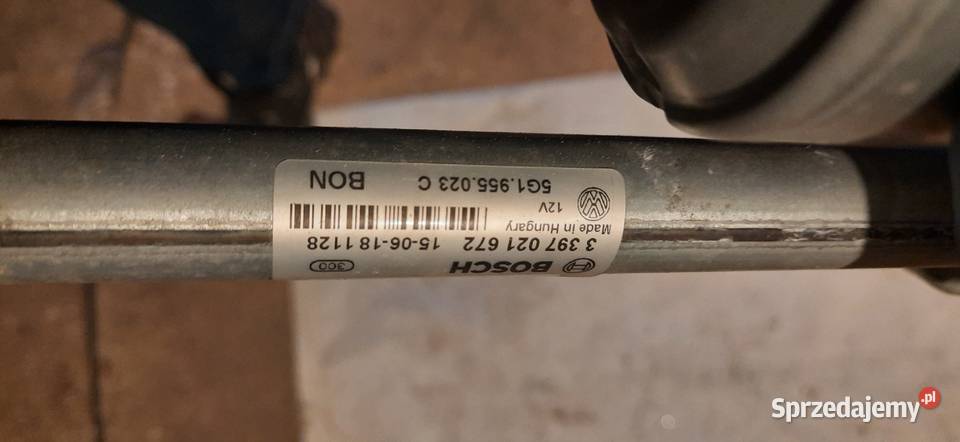 BOSCH 300
3 397 021 672 15-06-18 1128
Made in Hungary
12V
5G1.955.023 C BON
Sprzedajemy.pl